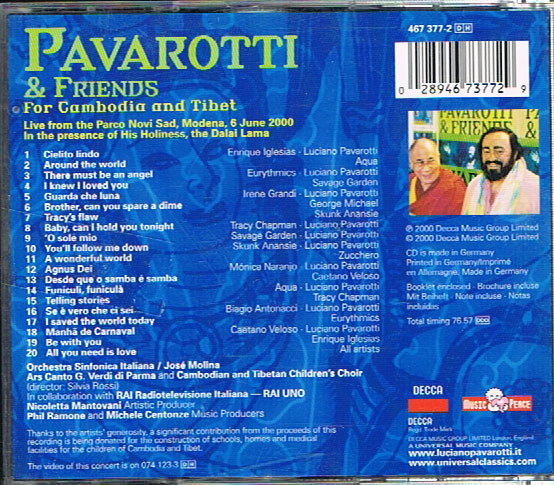 PAVAROTTI
& FRIENDS
For Cambodia and Tibet
Live from the Parco Novi Sad, Modena, 6 June 2000
In the presence of His Holiness, the Dalai Lama
1 Cielito lindo Enrique Iglesias · Luciano Pavarotti
2 Around the world Aqua
3 There must be an angel Eurythmics · Luciano Pavarotti
4 I knew I loved you Savage Garden
5 Guarda che luna Irene Grandi · Luciano Pavarotti
6 Brother, can you spare a dime George Michael
7 Tracy's flaw Skunk Anansie
8 Baby, can I hold you tonight Tracy Chapman · Luciano Pavarotti
9 'O sole mio Savage Garden · Luciano Pavarotti
10 You'll follow me down Skunk Anansie · Luciano Pavarotti
11 A wonderful world Zucchero
12 Agnus Dei Mónica Naranjo · Luciano Pavarotti
13 Desde que o samba é samba Caetano Veloso
14 Funiculì, funiculà Aqua · Luciano Pavarotti
15 Telling stories Tracy Chapman
16 Se è vero che ci sei Biagio Antonacci · Luciano Pavarotti
17 I saved the world today Eurythmics
18 Manhã de Carnaval Caetano Veloso · Luciano Pavarotti
19 Be with you Enrique Iglesias
20 All you need is love All artists
Orchestra Sinfonica Italiana / José Molina
Ars Canto G. Verdi di Parma and Cambodian and Tibetan Children's Choir
(director: Silvia Rossi)
In collaboration with RAI Radiotelevisione Italiana — RAI UNO
Nicoletta Mantovani Artistic Producer
Phil Ramone and Michele Centonze Music Producers
Thanks to the artists' generosity, a significant contribution from the proceeds of this
recording is being donated for the construction of schools, homes and medical
facilities for the children of Cambodia and Tibet.
The video of this concert is on 074 123-3 DH
467 377-2 DH
0 28946 73772 9
PAVAROTTI
& FRIENDS
℗ 2000 Decca Music Group Limited
© 2000 Decca Music Group Limited
CD is made in Germany
Printed in Germany/Imprimé
en Allemagne. Made in Germany
Booklet enclosed · Brochure incluse
Mit Beiheft · Note incluse · Notas
incluidas
Total timing 76.57 DDD
DECCA
MUSIC PEACE
DECCA
Regd. Trade Mark
DECCA MUSIC GROUP LIMITED London, England.
A UNIVERSAL MUSIC COMPANY
www.lucianopavarotti.it
www.universalclassics.com